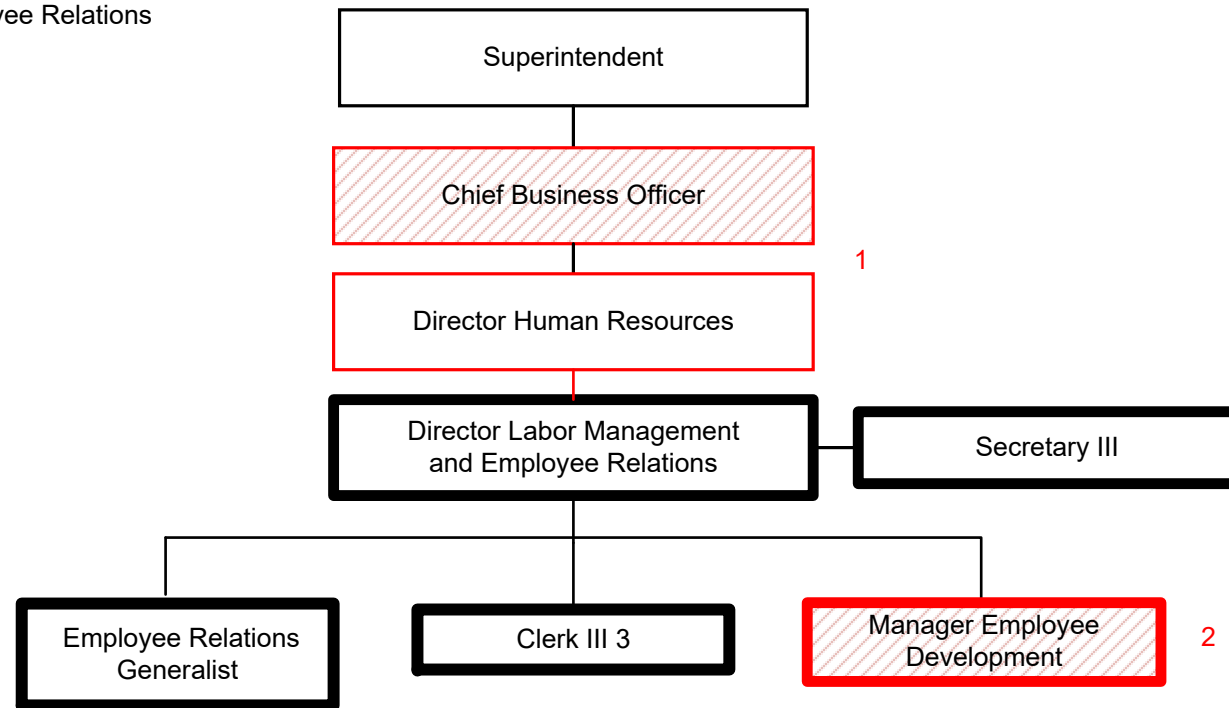 yee Relations
Superintendent
Chief Business Officer
1
Director Human Resources
Director Labor Management
and Employee Relations
Secretary III
Employee Relations
Generalist
Clerk III 3
Manager Employee
Development
2